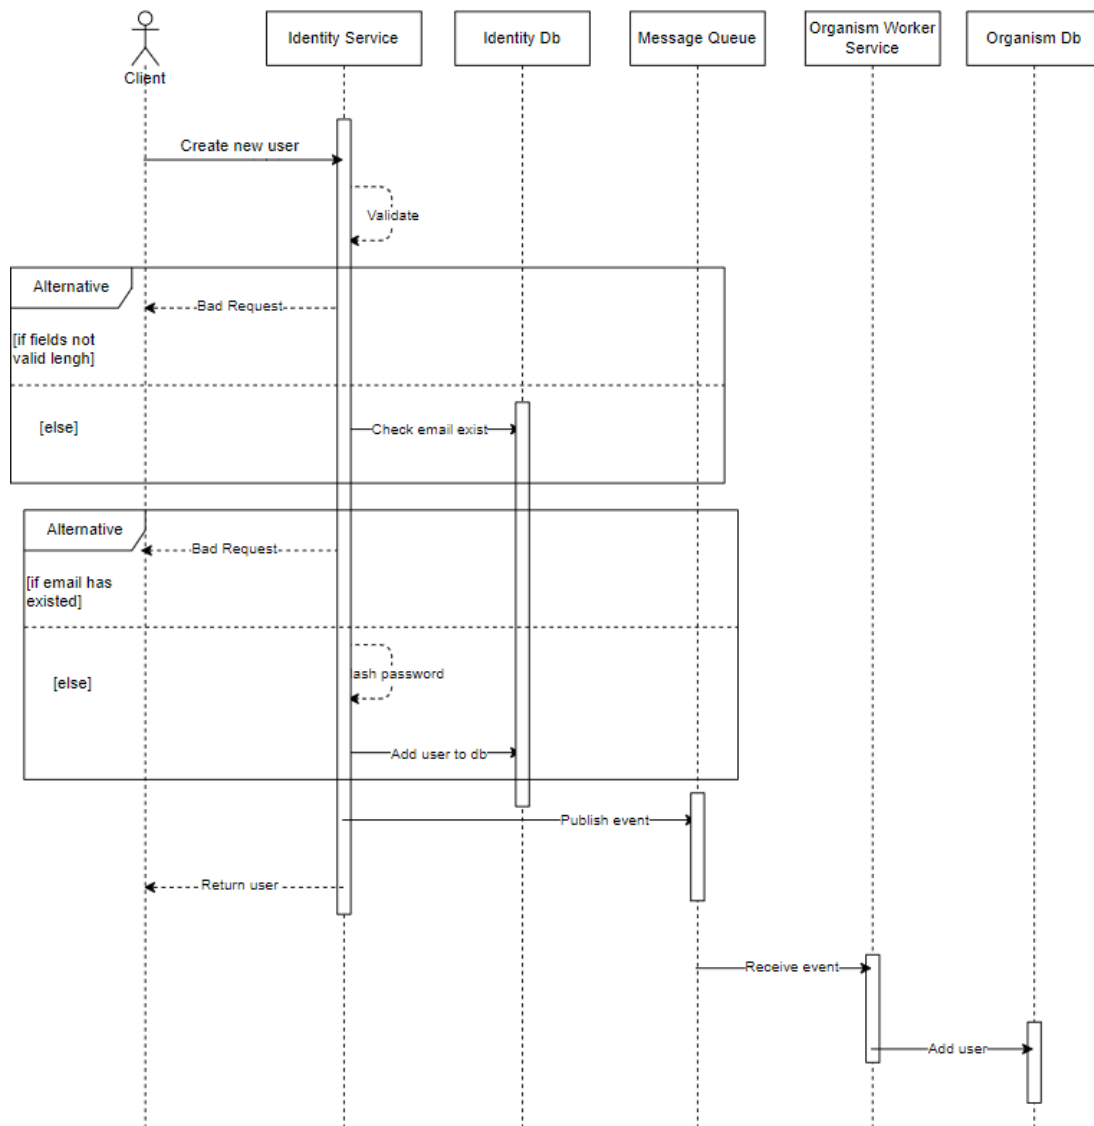 Client
Identity Service
Identity Db
Message Queue
Organism Worker
Service
Organism Db
Create new user
Validate
Alternative
Bad Request
[if fields not
valid lengh]
[else]
Check email exist
Alternative
Bad Request
[if email has
existed]
[else]
lash password
Add user to db
Publish event
Return user
Receive event
Add user